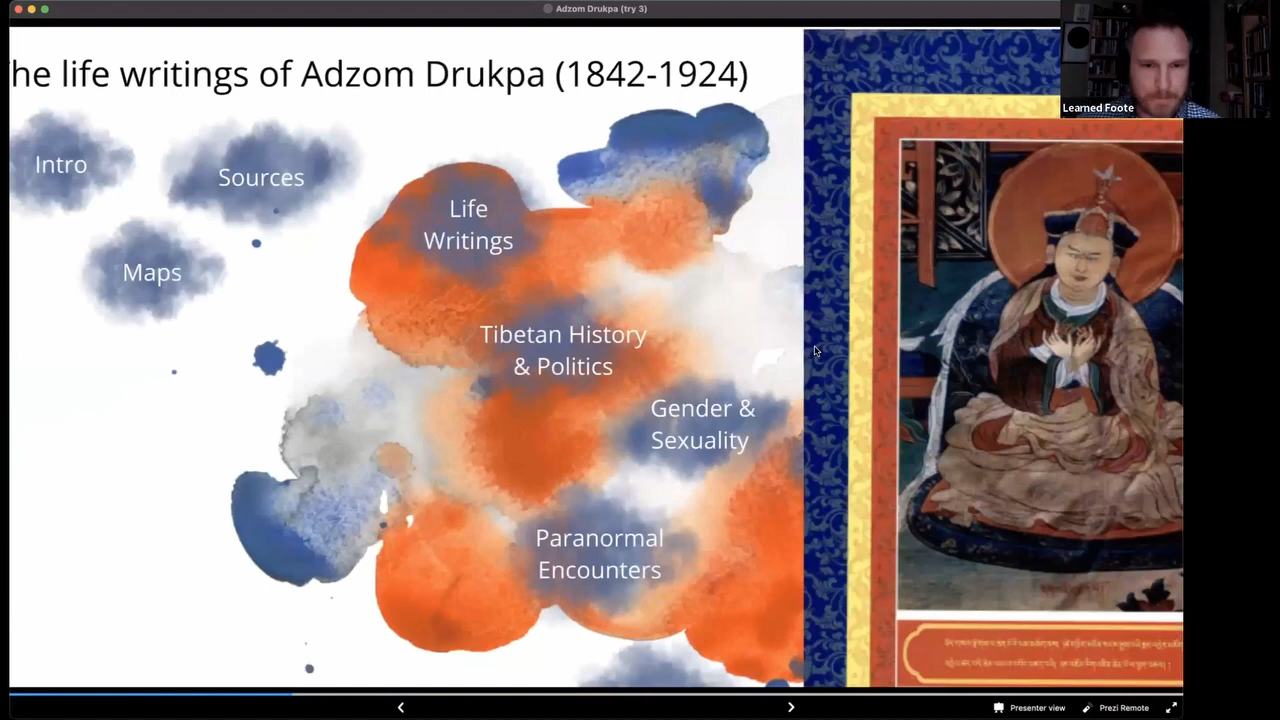 Adzom Drukpa (try 3)
he life writings of Adzom Drukpa (1842-1924)
Learned Foote
Intro
Sources
Maps
Life
Writings
Tibetan History
& Politics
Gender &
Sexuality
Paranormal
Encounters
Presenter view
Prezi Remote